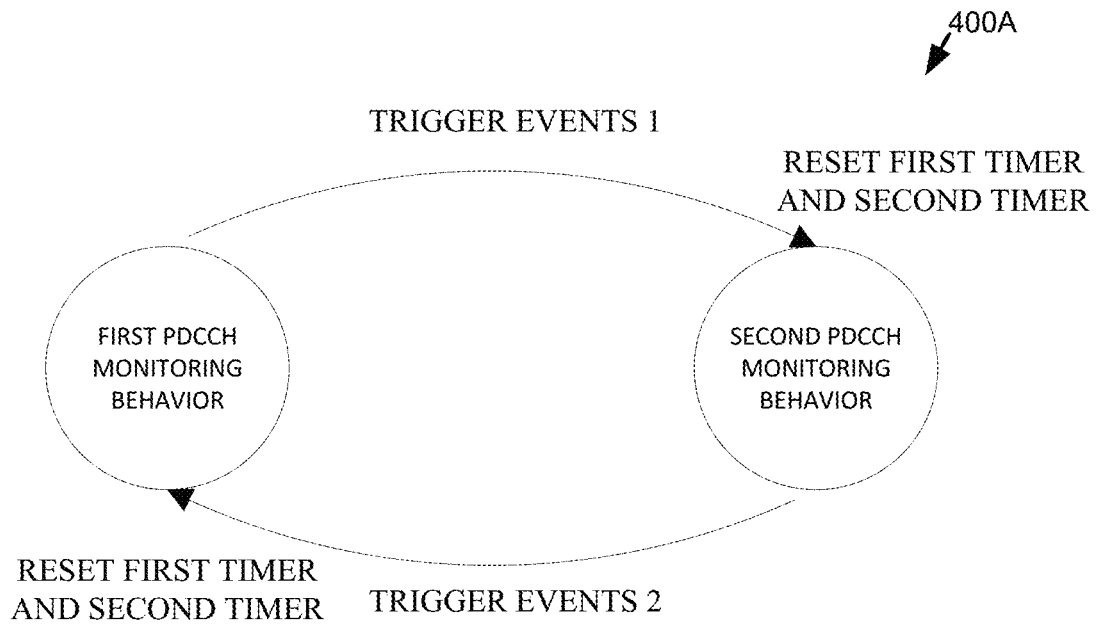 400A
TRIGGER EVENTS 1
RESET FIRST TIMER
AND SECOND TIMER
FIRST PDCCH
MONITORING
BEHAVIOR
SECOND PDCCH
MONITORING
BEHAVIOR
RESET FIRST TIMER
AND SECOND TIMER
TRIGGER EVENTS 2